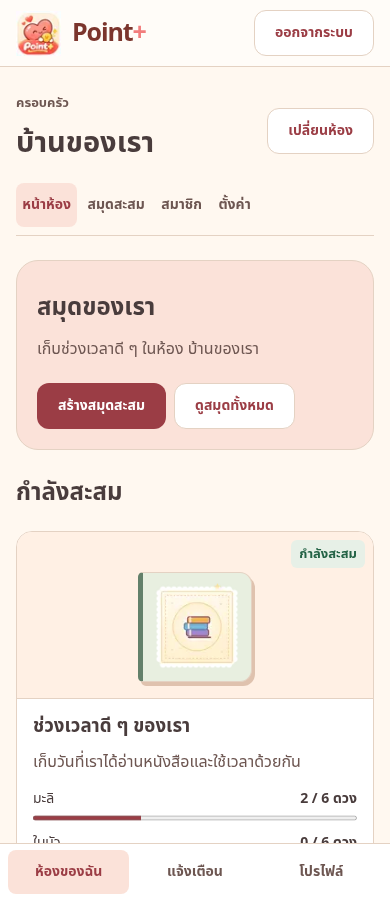 Point+
Point+
ออกจากระบบ
ครอบครัว
บ้านของเรา
เปลี่ยนห้อง
หน้าห้อง
สมุดสะสม
สมาชิก
ตั้งค่า
สมุดของเรา
เก็บช่วงเวลาดี ๆ ในห้อง บ้านของเรา
สร้างสมุดสะสม
ดูสมุดทั้งหมด
กำลังสะสม
กำลังสะสม
ช่วงเวลาดี ๆ ของเรา
เก็บวันที่เราได้อ่านหนังสือและใช้เวลาด้วยกัน
มะลิ
2 / 6 ดวง
ใบบัว
0 / 6 ดวง
ห้องของฉัน
แจ้งเตือน
โปรไฟล์